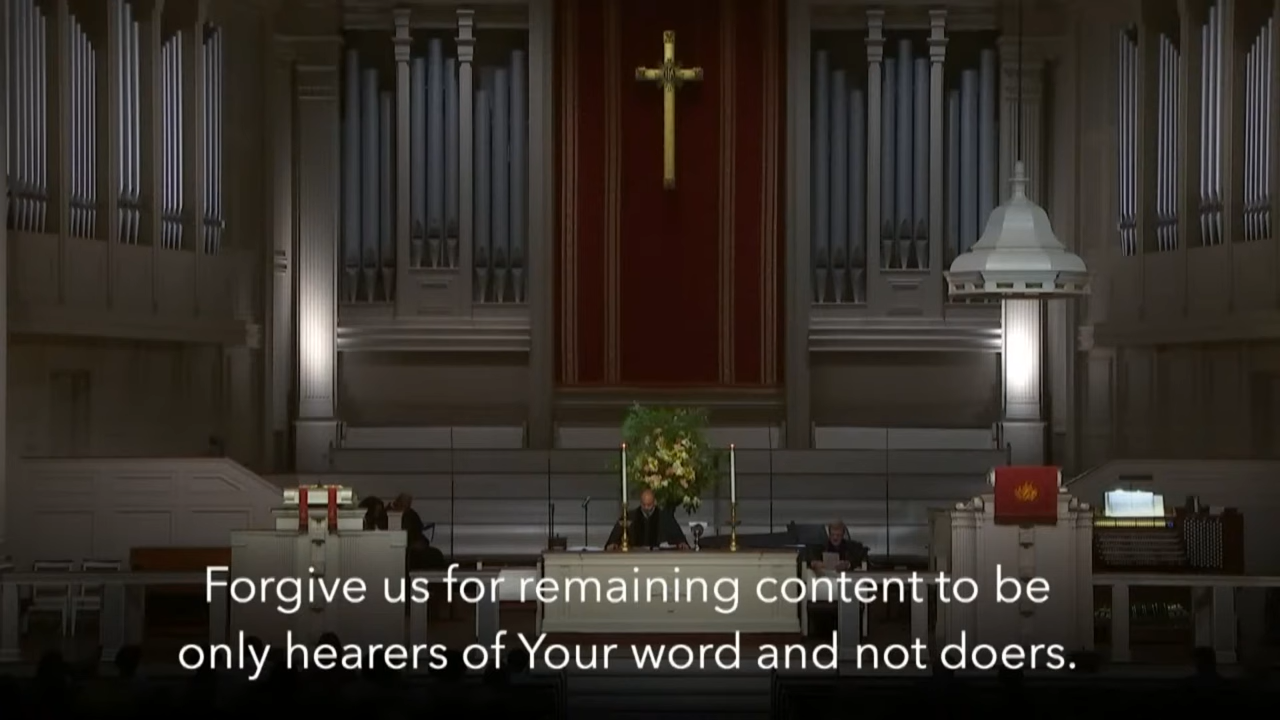 Forgive us for remaining content to be
only hearers of Your word and not doers.